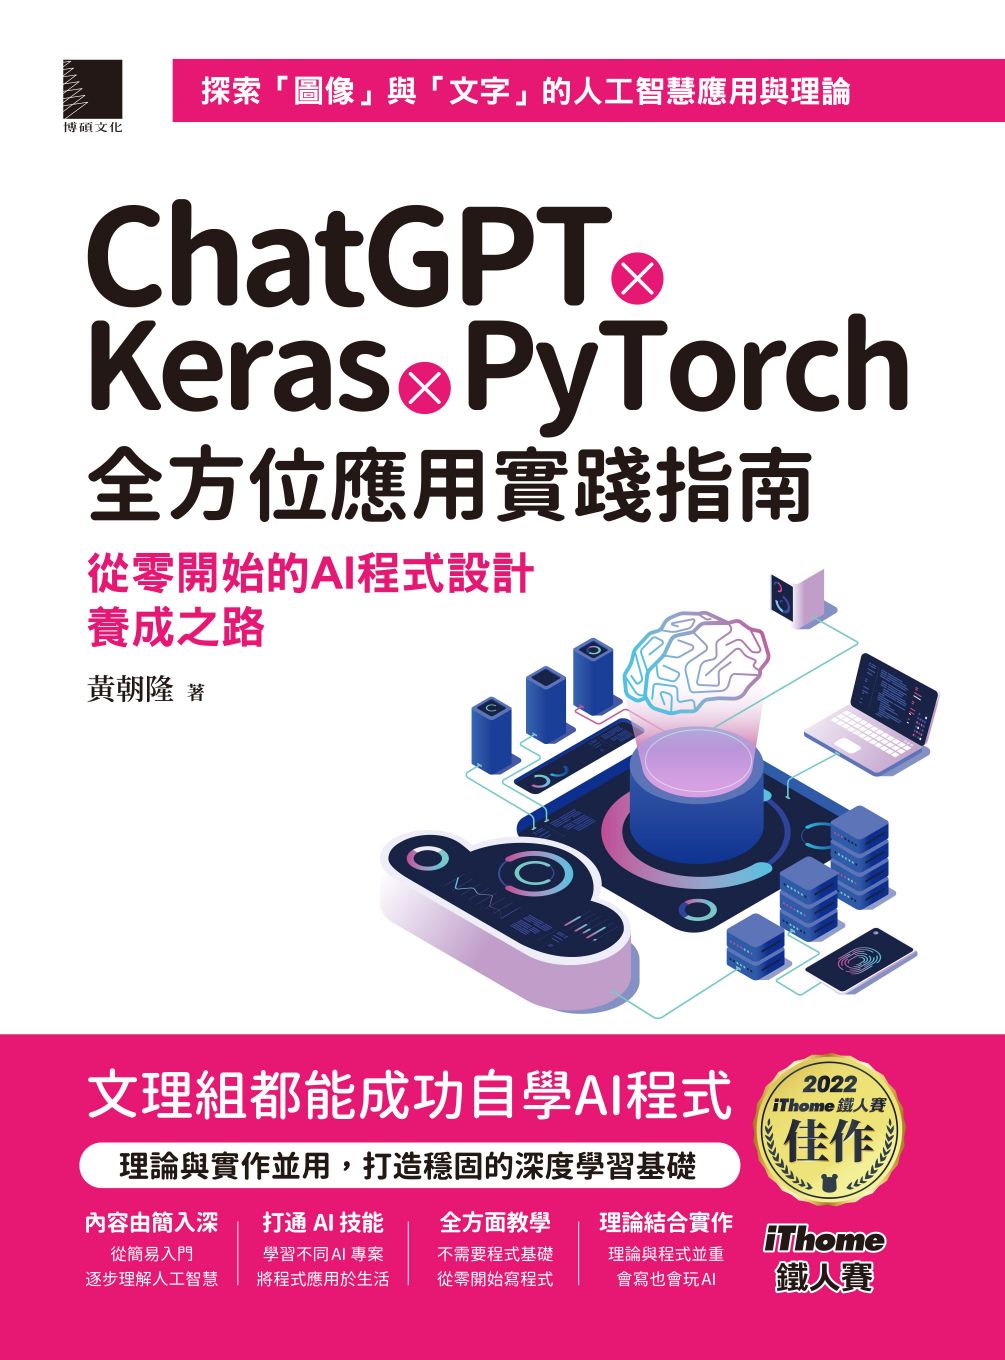 博碩文化
探索「圖像」與「文字」的人工智慧應用與理論
ChatGPT×
Keras×PyTorch
全方位應用實踐指南
從零開始的AI程式設計
養成之路
黃朝隆 著
文理組都能成功自學AI程式
理論與實作並用，打造穩固的深度學習基礎
內容由簡入深
從簡易入門
逐步理解人工智慧
打通 AI 技能
學習不同AI 專案
將程式應用於生活
全方面教學
不需要程式基礎
從零開始寫程式
理論結合實作
理論與程式並重
會寫也會玩AI
2022
iThome鐵人賽
佳作
iThome
鐵人賽